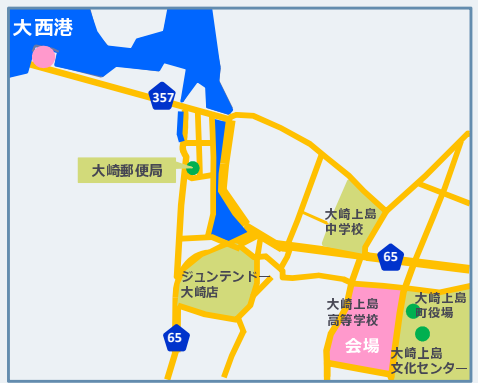 大西港
357
大崎郵便局
大崎上島
中学校
65
ジュンテンドー
大崎店
大崎上島
高等学校
大崎上島
町役場
65
会場
大崎上島
文化センター